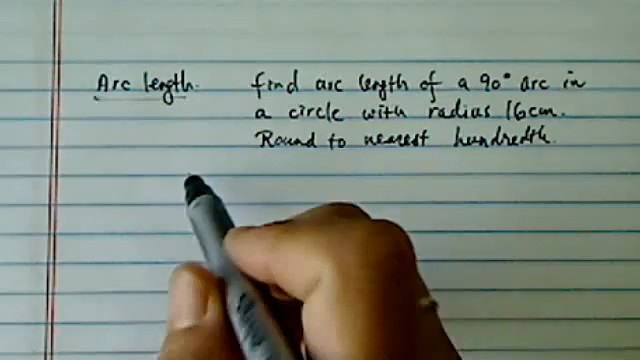 Arc length. find arc length of a 90° arc in
a circle with radius 16cm.
Round to nearest hundredth.